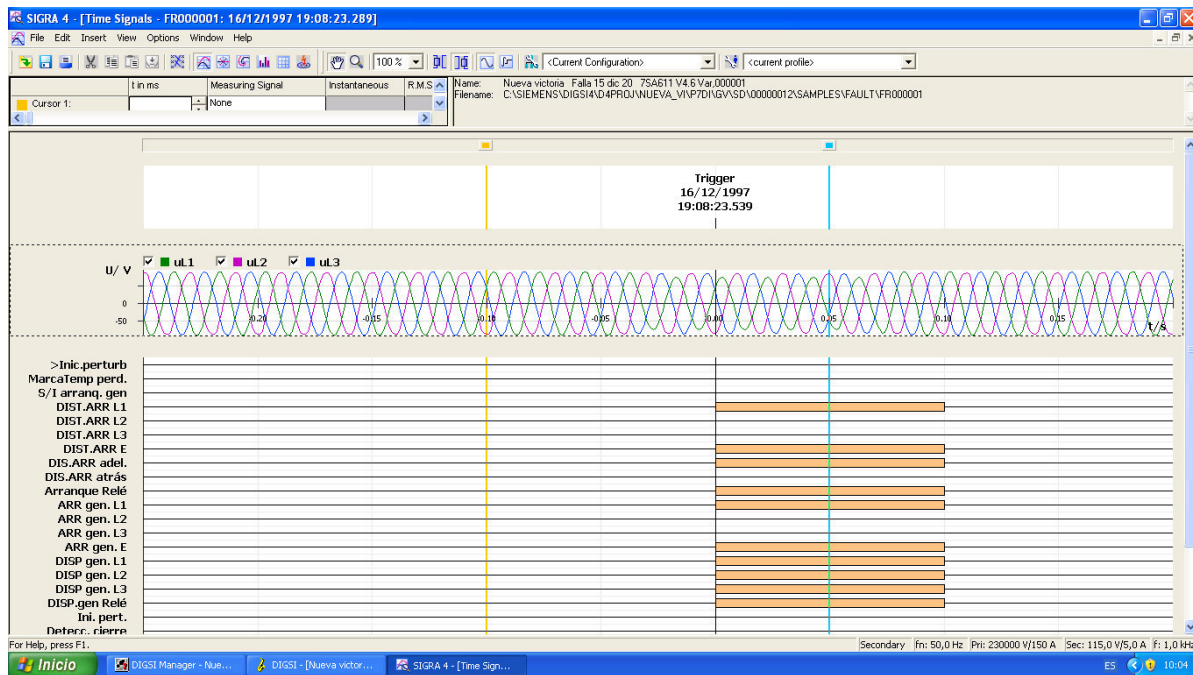 SIGRA 4 - [Time Signals - FR000001: 16/12/1997 19:08:23.289]
File Edit Insert View Options Window Help
100 %
<Current Configuration>
<current profile>
t in ms Measuring Signal Instantaneous R.M.S
Cursor 1: None
Name: Nueva victoria Falla 15 dic 20 7SA611 V4.6 Var,000001
Filename: C:\SIEMENS\DIGSI4\D4PROJ\NUEVA_VI\P7DI\GV\SD\00000012\SAMPLES\FAULT\FR000001
Trigger
16/12/1997
19:08:23.539
U/ V
uL1 uL2 uL3
0
-50
-0.20 -0.15 -0.10 -0.05 0.00 0.05 0.10 0.15
t/s
>Inic.perturb
MarcaTemp perd.
S/I arranq. gen
DIST.ARR L1
DIST.ARR L2
DIST.ARR L3
DIST.ARR E
DIS.ARR adel.
DIS.ARR atrás
Arranque Relé
ARR gen. L1
ARR gen. L2
ARR gen. L3
ARR gen. E
DISP gen. L1
DISP gen. L2
DISP gen. L3
DISP.gen Relé
Ini. pert.
Detecc. cierre
For Help, press F1.
Secondary fn: 50,0 Hz Pri: 230000 V/150 A Sec: 115,0 V/5,0 A f: 1,0 kHz
Inicio
DIGSI Manager - Nue...
DIGSI - [Nueva victor...
SIGRA 4 - [Time Sign...
ES
10:04